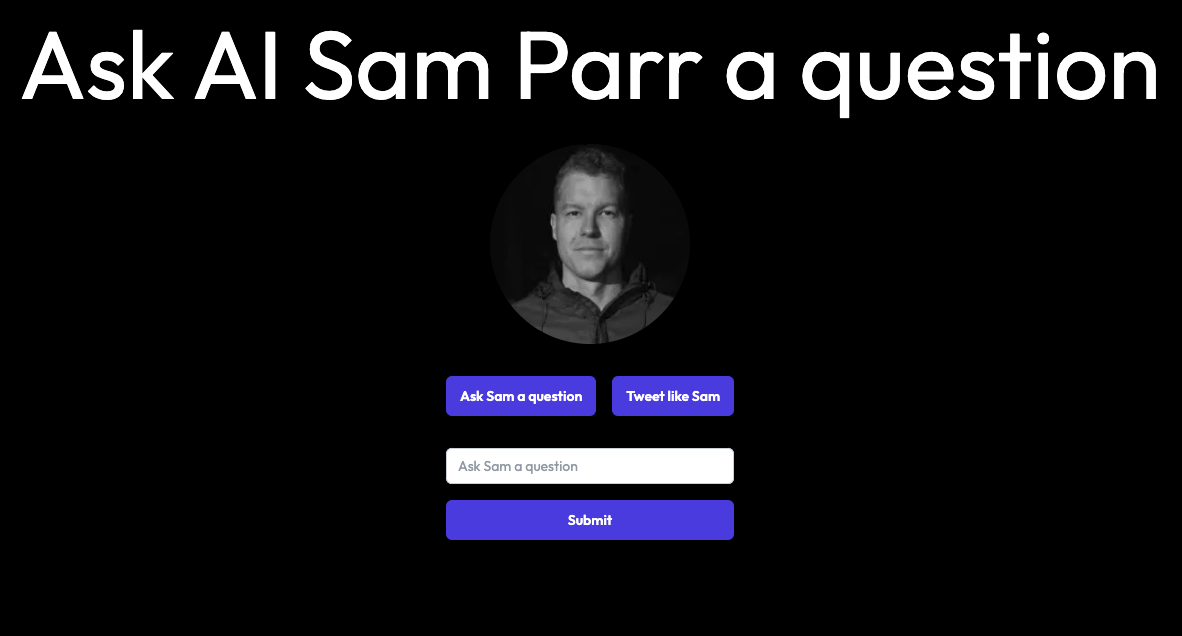 Ask AI Sam Parr a question
Ask Sam a question
Tweet like Sam
Ask Sam a question
Submit